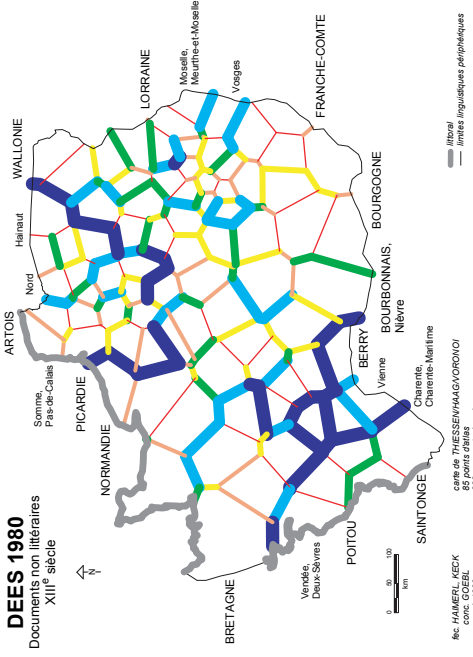 DEES 1980
Documents non littéraires
XIIIe siècle
N
ARTOIS
Nord
Hainaut
WALLONIE
LORRAINE
Moselle,
Meurthe-et-Moselle
Vosges
FRANCHE-COMTE
BOURGOGNE
BOURBONNAIS,
Nièvre
BERRY
Vienne
Charente,
Charente-Maritime
SAINTONGE
POITOU
Vendée,
Deux-Sèvres
BRETAGNE
NORMANDIE
PICARDIE
Somme,
Pas-de-Calais
0 50 100
km
littoral
limites linguistiques périphériques
carte de THIESSEN/HAAG/VORONOI
85 points d'atlas
fec. HAIMERL, KECK
conc. GOEBL